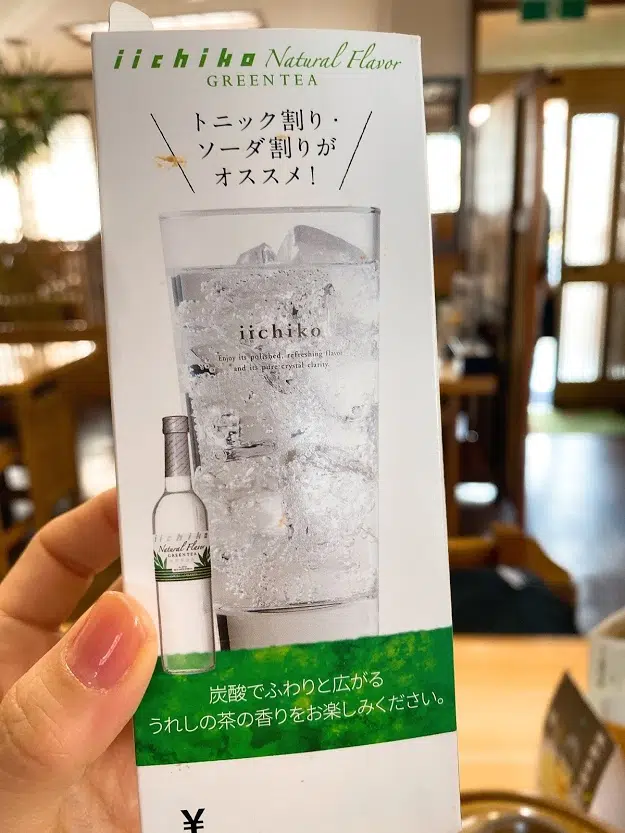 iichiko Natural Flavor
GREENTEA
トニック割り・
ソーダ割りが
オススメ!
iichiko
Enjoy its polished, refreshing flavor
and its pure crystal clarity.
iichiko
Natural Flavor
GREENTEA
炭酸でふわりと広がる
うれしの茶の香りをお楽しみください。
¥